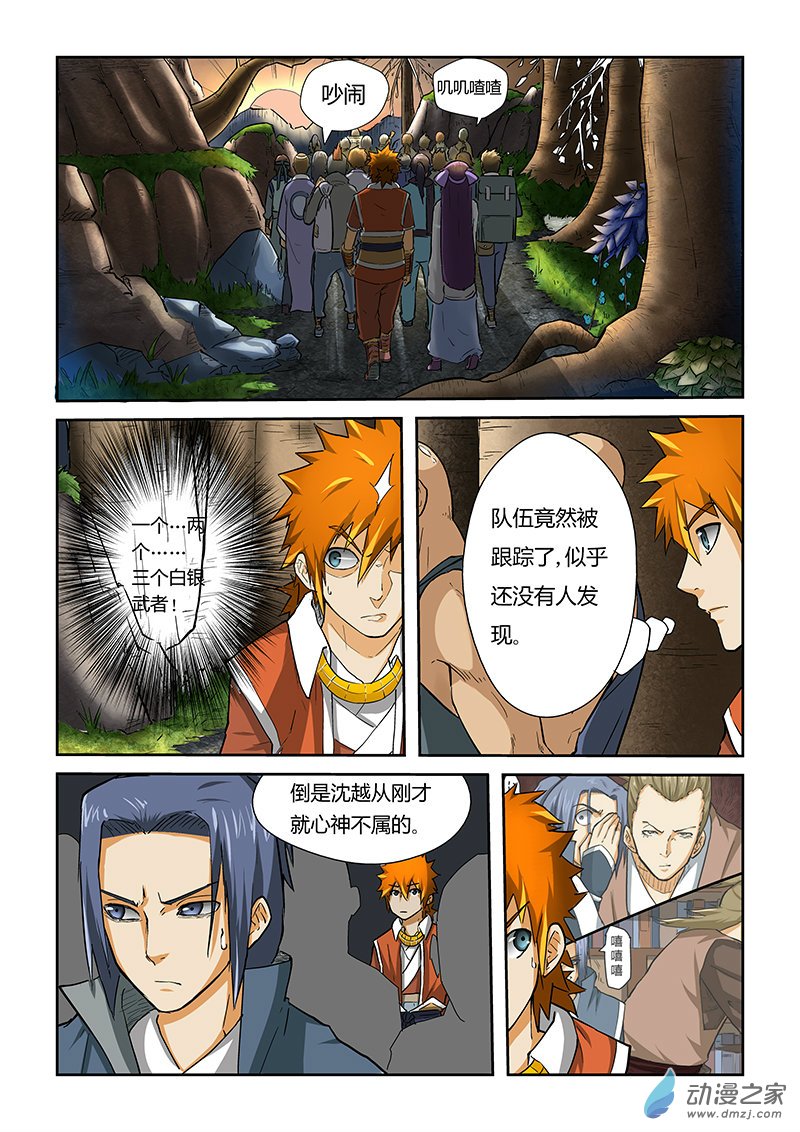 吵闹
叽叽喳喳
一个…两
个……
三个白银
武者！
队伍竟然被
跟踪了,似乎
还没有人发
现。
倒是沈越从刚才
就心神不属的。
嘻
嘻
嘻
动漫之家
www.dmzj.com